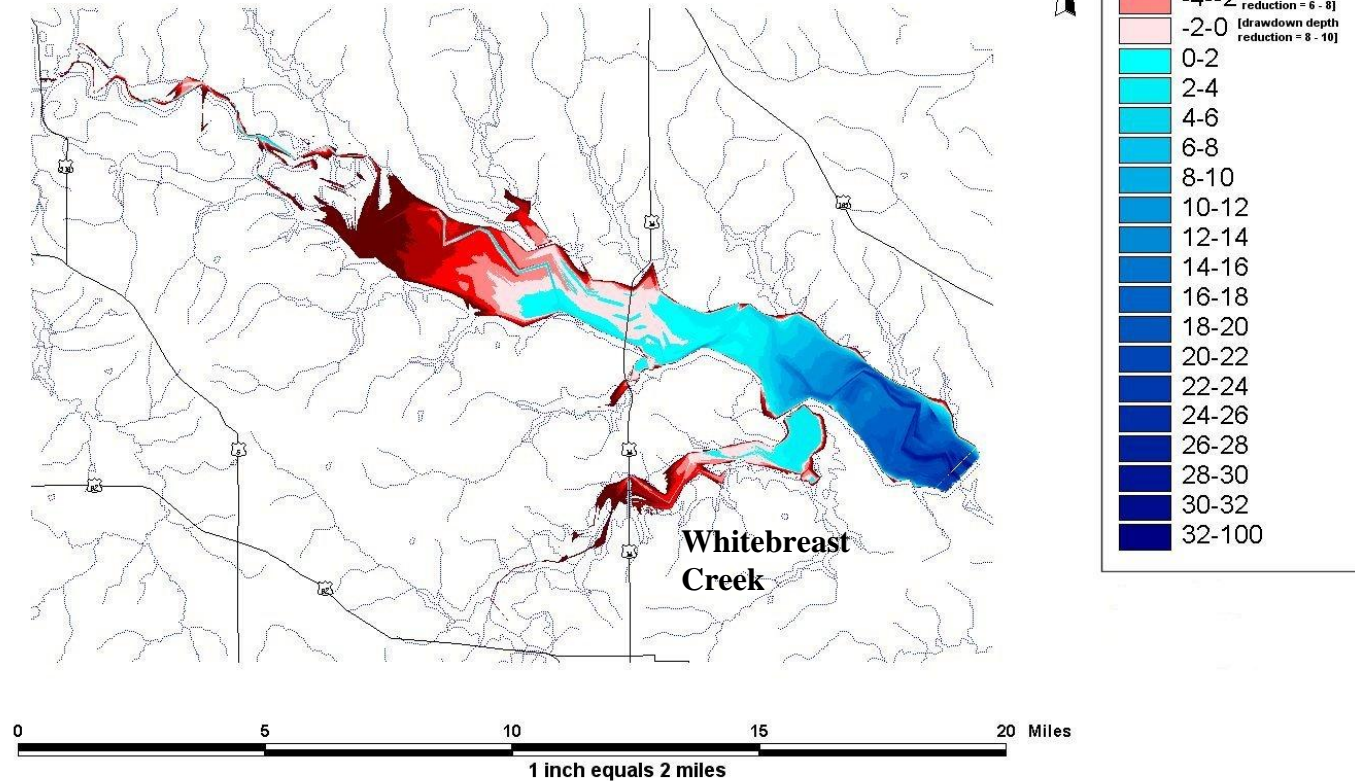 -4--2 reduction = 6 - 8]
-2-0 [drawdown depth
reduction = 8 - 10]
0-2
2-4
4-6
6-8
8-10
10-12
12-14
14-16
16-18
18-20
20-22
22-24
24-26
26-28
28-30
30-32
32-100
Whitebreast
Creek
0 5 10 15 20 Miles
1 inch equals 2 miles